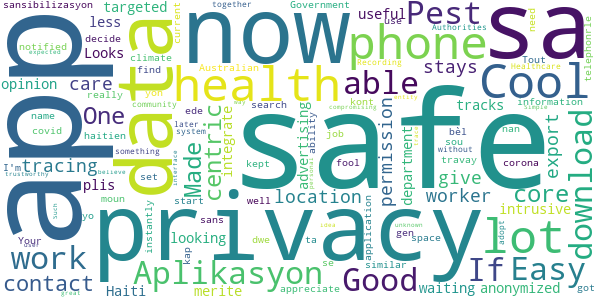 sansibilizasyon
less
targeted
current
now
together
Government
useful
use
Pest
sa
Authorities
need
notified
expected
decide
Looks
climate
find
yon
Australian
phone
Recording
Tout
Healthcare
telephonrle
app
data
health
able
stays
Cool
opinion
care
really
community
search
kont
compromising
tracks
information
simple
name
covid
One
centric
ability
ede
later
system
advertising
job
permission
sou
bèl
without
I'm
haitien
something
trustworthy
believe
tracing
set
Made
integrate
kept
safe
fool
personal
department
travay
nan
corona
export
download
plis
moun
location
give
core
yo
such
interface
start
well
sans
worker
intrusive
Your
privacy
lot
adopt
work
instantly
looking
dwe
ta
gen
space
application
unknown
idea
If
Easy
contact
Aplikasyon
kap
se
similar
Good
waiting
anonymized
Haiti
great
merite
appreciate
got